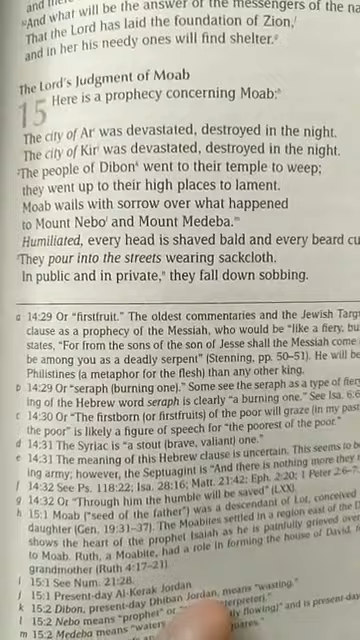 and there
"And what will be the answer of the messengers of the na
That the Lord has laid the foundation of Zion,f
and in her his needy ones will find shelter.g
The Lord's Judgment of Moab
15 Here is a prophecy concerning Moab:h
The city of Ar was devastated, destroyed in the night.
The city of Kir was devastated, destroyed in the night.
2The people of Dibonk went to their temple to weep;
they went up to their high places to lament.
Moab wails with sorrow over what happened
to Mount Nebol and Mount Medeba.m
Humiliated, every head is shaved bald and every beard cu
3They pour into the streets wearing sackcloth.
In public and in private,n they fall down sobbing.
a 14:29 Or "firstfruit." The oldest commentaries and the Jewish Targ
clause as a prophecy of the Messiah, who would be "like a fiery, bu
states, "For from the sons of the son of Jesse shall the Messiah come
be among you as a deadly serpent" (Stenning, pp. 50–51). He will be
Philistines (a metaphor for the flesh) than any other king.
b 14:29 Or "seraph (burning one)." Some see the seraph as a type of fiery
ing of the Hebrew word seraph is clearly "a burning one." See Isa. 6:6
c 14:30 Or "The firstborn (or firstfruits) of the poor will graze (in my past
the poor" is likely a figure of speech for "the poorest of the poor."
d 14:31 The Syriac is "a stout (brave, valiant) one."
e 14:31 The meaning of this Hebrew clause is uncertain. This seems to b
ing army; however, the Septuagint is "And there is nothing more they
f 14:32 See Ps. 118:22; Isa. 28:16; Matt. 21:42; Eph. 2:20; 1 Peter 2:6–7.
g 14:32 Or "Through him the humble will be saved" (LXX).
h 15:1 Moab ("seed of the father") was a descendant of Lot, conceived
daughter (Gen. 19:31–37). The Moabites settled in a region east of the D
shows the heart of the prophet Isaiah as he is painfully grieved over
to Moab. Ruth, a Moabite, had a role in forming the house of David,
grandmother (Ruth 4:17–21).
i 15:1 See Num. 21:28.
j 15:1 Present-day Al-Kerak Jordan
k 15:2 Dibon, present-day Dhiban Jordan, means "wasting."
l 15:2 Nebo means "prophet" or "interpreter)."
m 15:2 Medeba means "waters flowing)" and is present-day